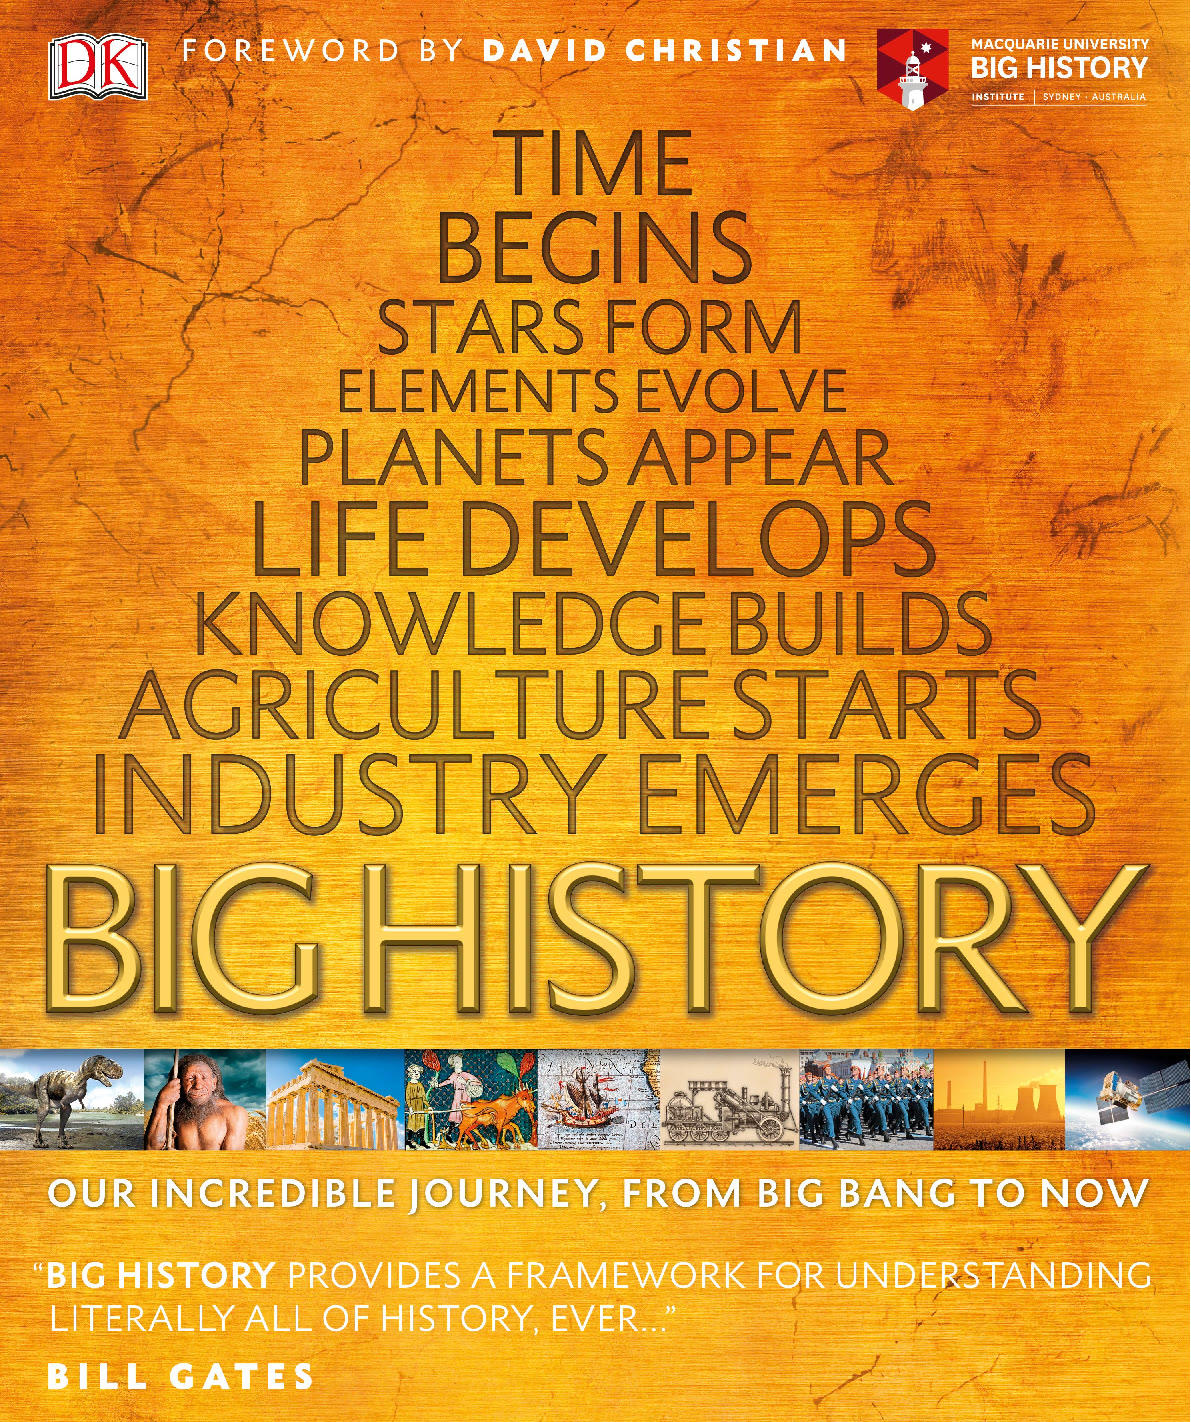 DK
FOREWORD BY DAVID CHRISTIAN
MACQUARIE UNIVERSITY
BIG HISTORY
INSTITUTE | SYDNEY · AUSTRALIA
TIME
BEGINS
STARS FORM
ELEMENTS EVOLVE
PLANETS APPEAR
LIFE DEVELOPS
KNOWLEDGE BUILDS
AGRICULTURE STARTS
INDUSTRY EMERGES
BIG HISTORY
OUR INCREDIBLE JOURNEY, FROM BIG BANG TO NOW
“BIG HISTORY PROVIDES A FRAMEWORK FOR UNDERSTANDING
LITERALLY ALL OF HISTORY, EVER...”
BILL GATES